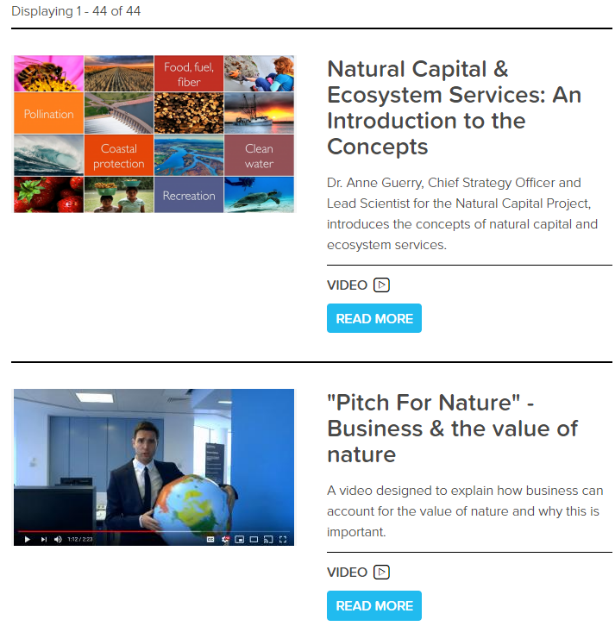 Displaying 1 - 44 of 44
Food, fuel,
fiber
Pollination
Coastal
protection
Clean
water
Recreation
Natural Capital &
Ecosystem Services: An
Introduction to the
Concepts
Dr. Anne Guerry, Chief Strategy Officer and
Lead Scientist for the Natural Capital Project,
introduces the concepts of natural capital and
ecosystem services.
VIDEO
READ MORE
1:12 / 2:23
"Pitch For Nature" -
Business & the value of
nature
A video designed to explain how business can
account for the value of nature and why this is
important.
VIDEO
READ MORE